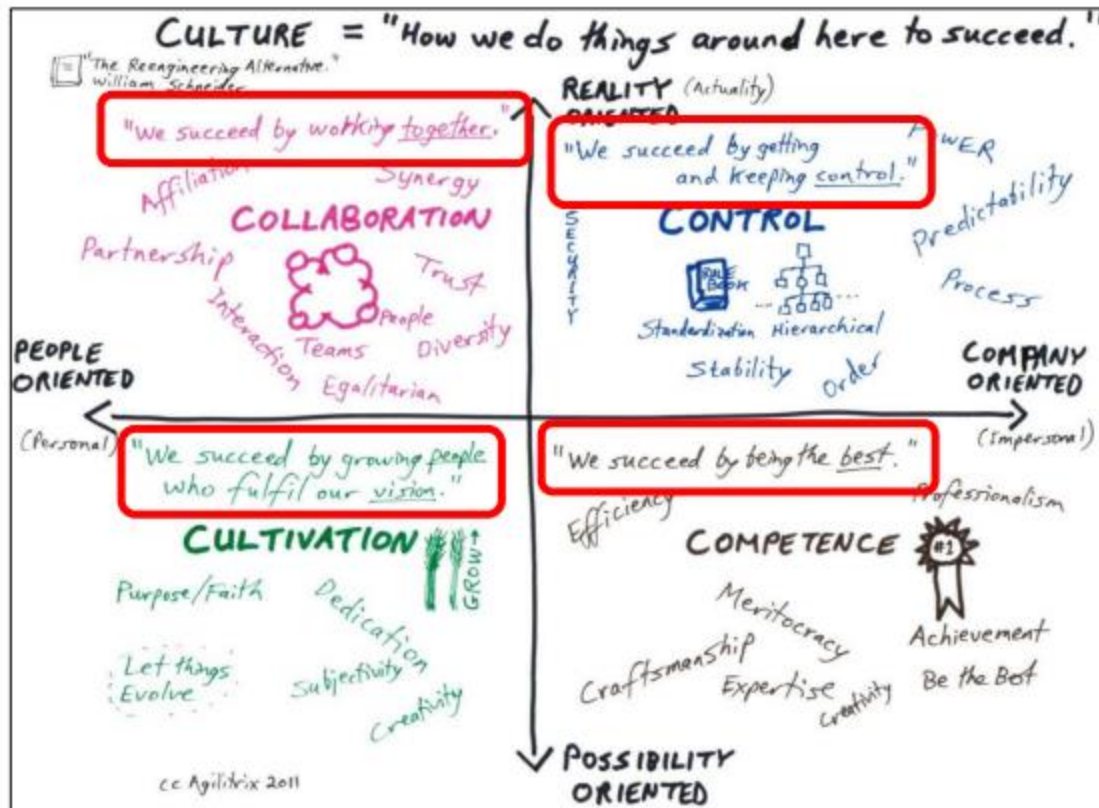 CULTURE = "How we do things around here to succeed."
"The Reengineering Alternative."
William Schneider
REALITY (Actuality)
ORIENTED
"We succeed by working together."
Affiliation
Synergy
COLLABORATION
Partnership
Trust
Interaction
People
Teams
Diversity
Egalitarian
"We succeed by getting
and keeping control."
POWER
SECURITY
CONTROL
Predictability
RULE
BOOK
Process
Standardization
Hierarchical
Stability
Order
PEOPLE
ORIENTED
(Personal)
COMPANY
ORIENTED
(Impersonal)
"We succeed by growing people
who fulfil our vision."
CULTIVATION
GROW
Purpose/Faith
Dedication
Let things
Evolve
Subjectivity
Creativity
"We succeed by being the best."
Efficiency
Professionalism
COMPETENCE
#1
Meritocracy
Craftsmanship
Expertise
Creativity
Achievement
Be the Best
POSSIBILITY
ORIENTED
cc Agilitrix 2011